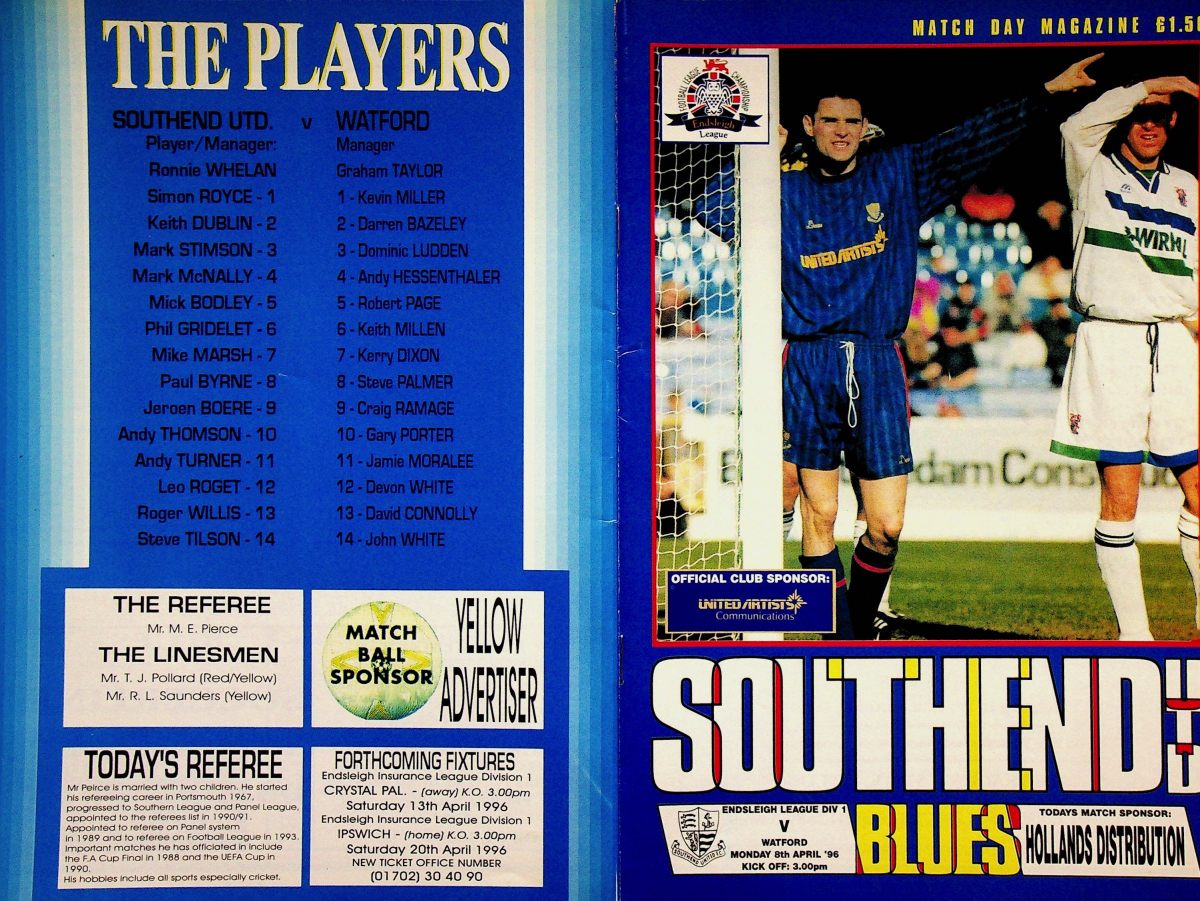 THE PLAYERS
SOUTHEND UTD. v WATFORD
Player/Manager: Manager
Ronnie WHELAN Graham TAYLOR
Simon ROYCE - 1 1 - Kevin MILLER
Keith DUBLIN - 2 2 - Darren BAZELEY
Mark STIMSON - 3 3 - Dominic LUDDEN
Mark McNALLY - 4 4 - Andy HESSENTHALER
Mick BODLEY - 5 5 - Robert PAGE
Phil GRIDELET - 6 6 - Keith MILLEN
Mike MARSH - 7 7 - Kerry DIXON
Paul BYRNE - 8 8 - Steve PALMER
Jeroen BOERE - 9 9 - Craig RAMAGE
Andy THOMSON - 10 10 - Gary PORTER
Andy TURNER - 11 11 - Jamie MORALEE
Leo ROGET - 12 12 - Devon WHITE
Roger WILLIS - 13 13 - David CONNOLLY
Steve TILSON - 14 14 - John WHITE
THE REFEREE
Mr. M. E. Pierce
THE LINESMEN
Mr. T. J. Pollard (Red/Yellow)
Mr. R. L. Saunders (Yellow)
MATCH
BALL
SPONSOR
YELLOW
ADVERTISER
TODAY'S REFEREE
Mr Peirce is married with two children. He started
his refereeing career in Portsmouth 1967,
progressed to Southern League and Panel League,
appointed to the referees list in 1990/91.
Appointed to referee on Panel system
in 1989 and to referee on Football League in 1993.
Important matches he has officiated in include
the F.A Cup Final in 1988 and the UEFA Cup in
1990.
His hobbies include all sports especially cricket.
FORTHCOMING FIXTURES
Endsleigh Insurance League Division 1
CRYSTAL PAL. - (away) K.O. 3.00pm
Saturday 13th April 1996
Endsleigh Insurance League Division 1
IPSWICH - (home) K.O. 3.00pm
Saturday 20th April 1996
NEW TICKET OFFICE NUMBER
(01702) 30 40 90
MATCH DAY MAGAZINE £1.50
FOOTBALL LEAGUE CHAMPIONSHIP
Endsleigh
League
UNITED ARTISTS
WIRRAL
OFFICIAL CLUB SPONSOR:
UNITED ARTISTS
Communications
SOUTHEND
UTD
BLUES
SOUTHEND UNITED F.C.
ENDSLEIGH LEAGUE DIV 1
V
WATFORD
MONDAY 8th APRIL '96
KICK OFF: 3.00pm
TODAYS MATCH SPONSOR:
HOLLANDS DISTRIBUTION